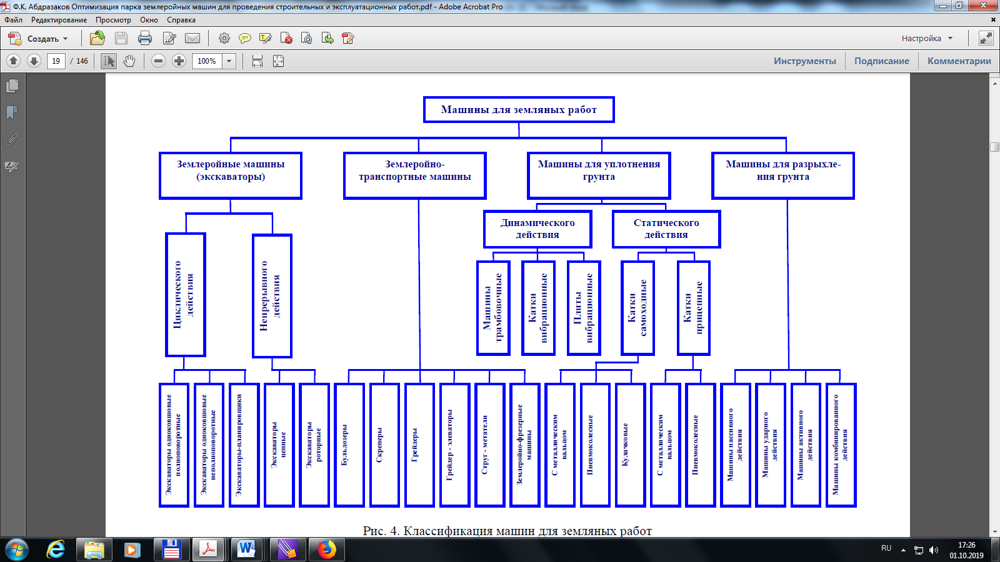 Ф.К. Абдразаков Оптимизация парка землеройных машин для проведения строительных и эксплуатационных работ.pdf - Adobe Acrobat Pro
Файл Редактирование Просмотр Окно Справка
Создать
Настройка
19 / 146
100%
Инструменты
Подписание
Комментарии
Машины для земляных работ
Землеройные машины
(экскаваторы)
Землеройно-
транспортные машины
Машины для уплотнения
грунта
Машины для разрыхле-
ния грунта
Динамического
действия
Статического
действия
Циклического
действия
Непрерывного
действия
Машины
трамбовочные
Катки
вибрационные
Плиты
вибрационные
Катки
самоходные
Катки
прицепные
Экскаваторы одноковшовые
полноповоротные
Экскаваторы одноковшовые
неполноповоротные
Экскаваторы-планировщики
Экскаваторы
цепные
Экскаваторы
роторные
Бульдозеры
Скреперы
Грейдеры
Грейдер - элеваторы
Струг - метатели
Землеройно-фрезерные
машины
С металлическим
вальцом
Пневмоколесные
Кулачковые
С металлическим
вальцом
Пневмоколесные
Машины пассивного
действия
Машины ударного
действия
Машины активного
действия
Машины комбинированного
действия
Рис. 4. Классификация машин для земляных работ
RU
17:26
01.10.2019